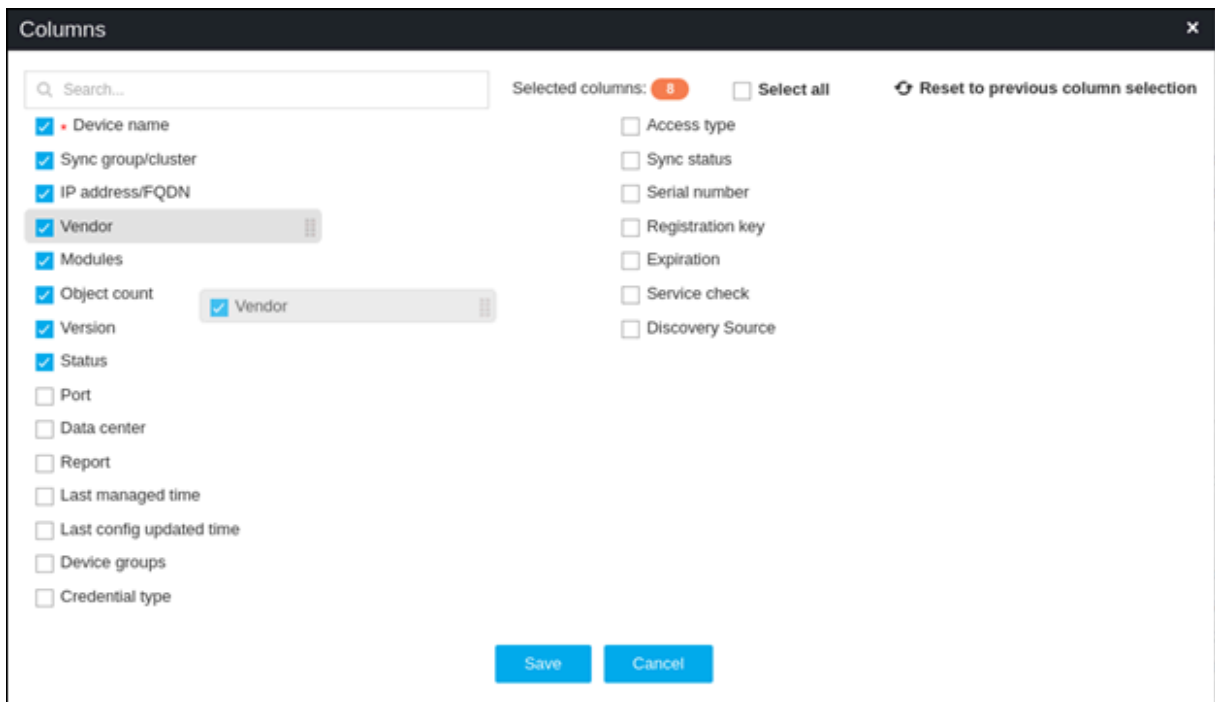 Columns ×
Search... Selected columns: 8 Select all Reset to previous column selection
* Device name
Sync group/cluster
IP address/FQDN
Vendor
Modules
Object count
Vendor
Version
Status
Port
Data center
Report
Last managed time
Last config updated time
Device groups
Credential type
Access type
Sync status
Serial number
Registration key
Expiration
Service check
Discovery Source
Save Cancel